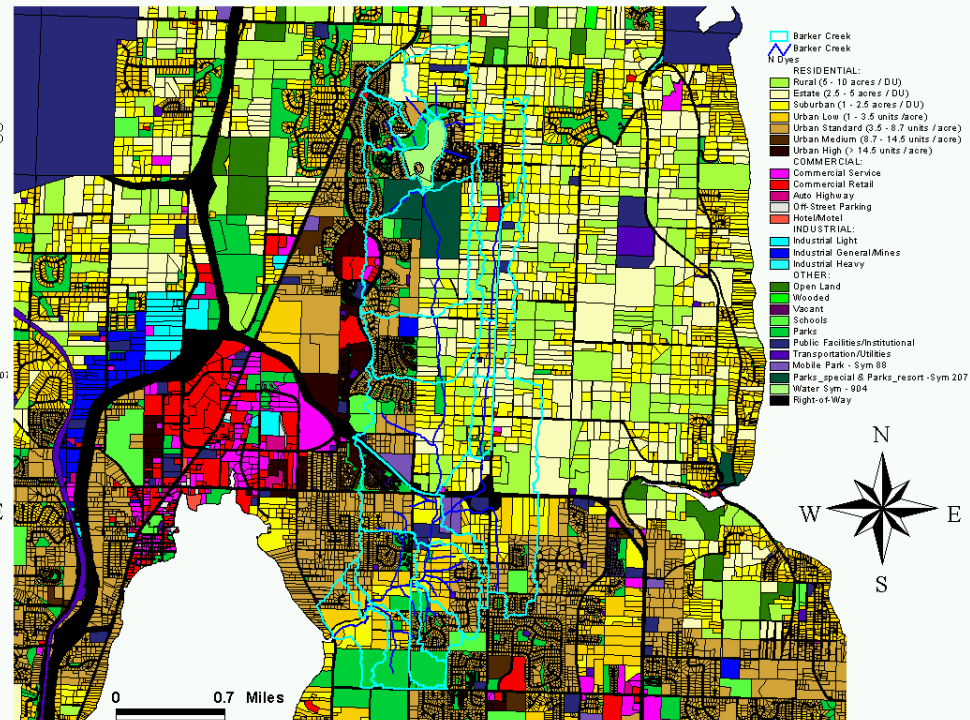 Barker Creek
Barker Creek
N Dyes
RESIDENTIAL:
Rural (5 - 10 acres / DU)
Estate (2.5 - 5 acres / DU)
Suburban (1 - 2.5 acres / DU)
Urban Low (1 - 3.5 units /acre)
Urban Standard (3.5 - 8.7 units / acre)
Urban Medium (8.7 - 14.5 units / acre)
Urban High (> 14.5 units / acre)
COMMERCIAL:
Commercial Service
Commercial Retail
Auto Highway
Off-Street Parking
Hotel/Motel
INDUSTRIAL:
Industrial Light
Industrial General/Mines
Industrial Heavy
OTHER:
Open Land
Wooded
Vacant
Schools
Parks
Public Facilities/Institutional
Transportation/Utilities
Mobile Park - Sym 88
Parks_special & Parks_resort -Sym 207
Water Sym - 904
Right-of-Way
N
W E
S
0 0.7 Miles